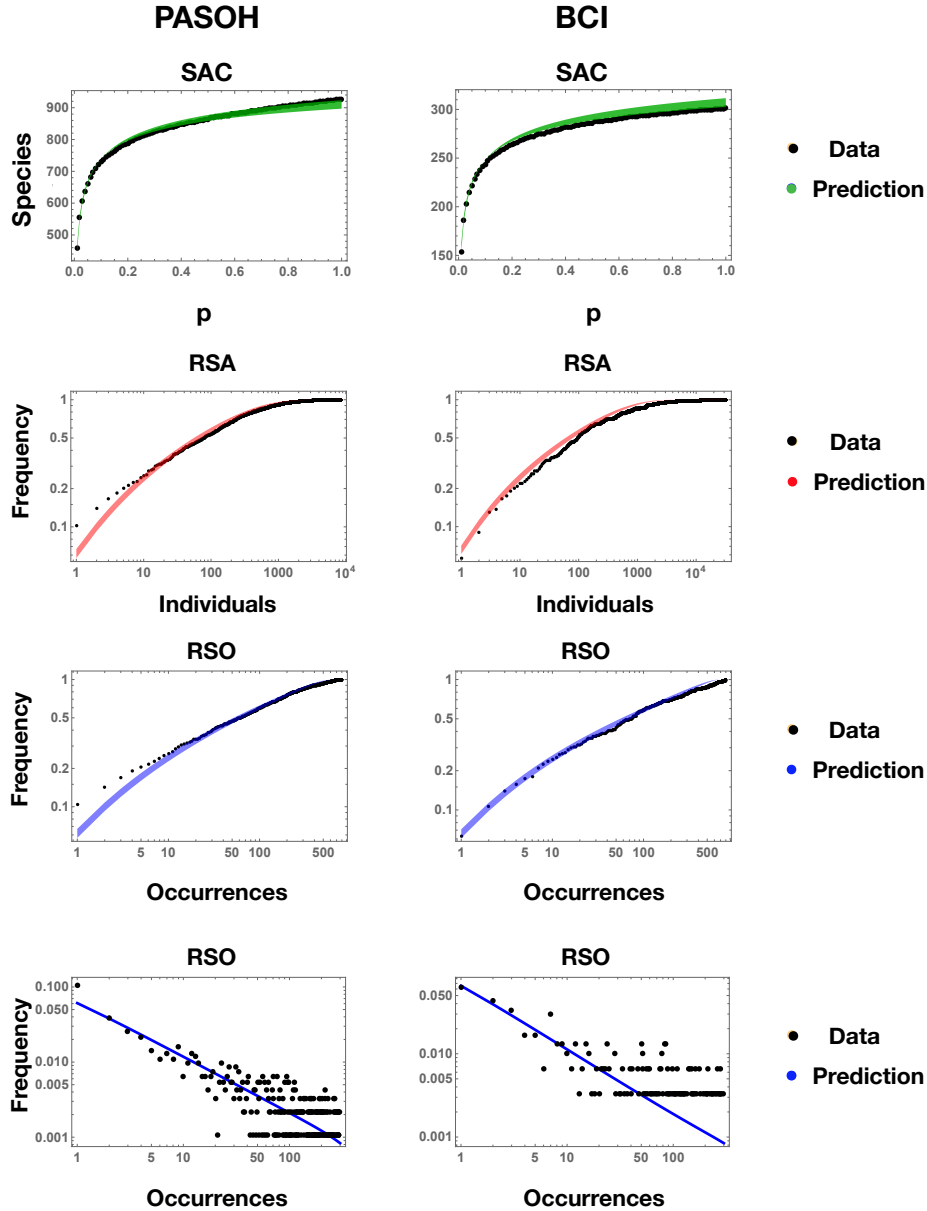 PASOH BCI
SAC SAC
Species
900
800
700
600
500
0.0 0.2 0.4 0.6 0.8 1.0
300
250
200
150
0.0 0.2 0.4 0.6 0.8 1.0
Data
Prediction
p p
RSA RSA
Frequency
1
0.5
0.2
0.1
1 10 100 1000 10^4
1
0.5
0.2
0.1
1 10 100 1000 10^4
Data
Prediction
Individuals Individuals
RSO RSO
Frequency
1
0.5
0.2
0.1
1 5 10 50 100 500
1
0.5
0.2
0.1
1 5 10 50 100 500
Data
Prediction
Occurrences Occurrences
RSO RSO
Frequency
0.100
0.050
0.010
0.005
0.001
1 5 10 50 100
0.050
0.010
0.005
0.001
1 5 10 50 100
Data
Prediction
Occurrences Occurrences